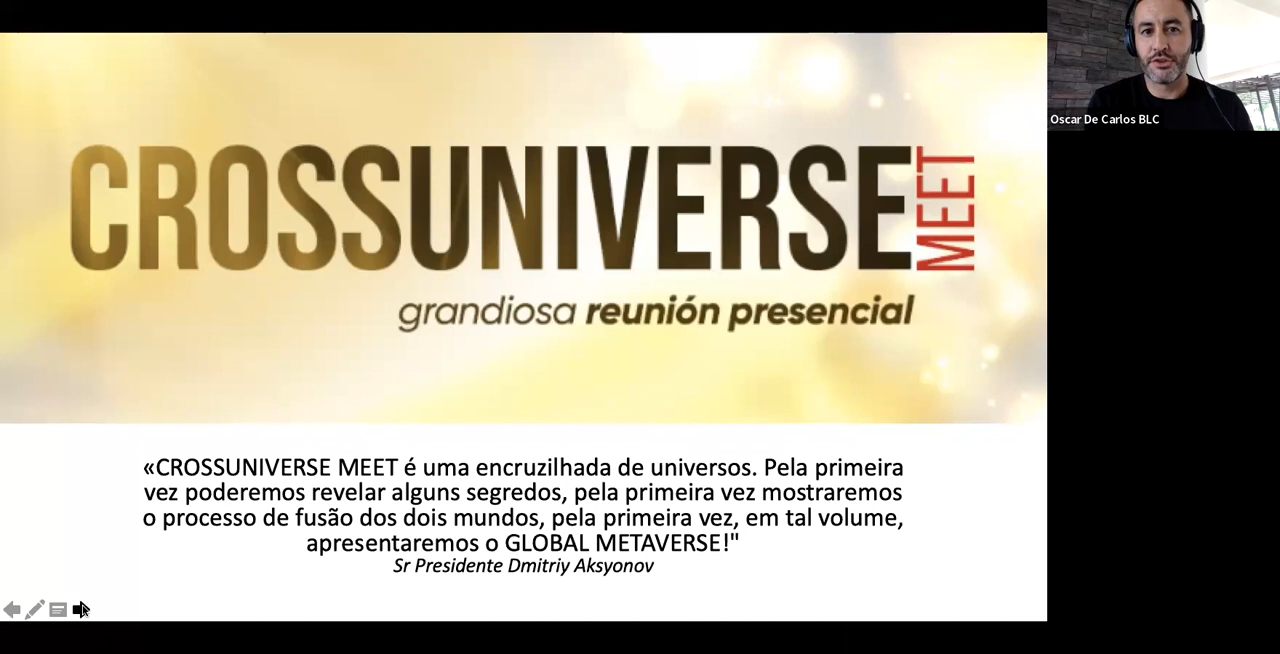 CROSSUNIVERSE MEET
grandiosa reunión presencial
«CROSSUNIVERSE MEET é uma encruzilhada de universos. Pela primeira
vez poderemos revelar alguns segredos, pela primeira vez mostraremos
o processo de fusão dos dois mundos, pela primeira vez, em tal volume,
apresentaremos o GLOBAL METAVERSE!"
Sr Presidente Dmitriy Aksyonov
Oscar De Carlos BLC